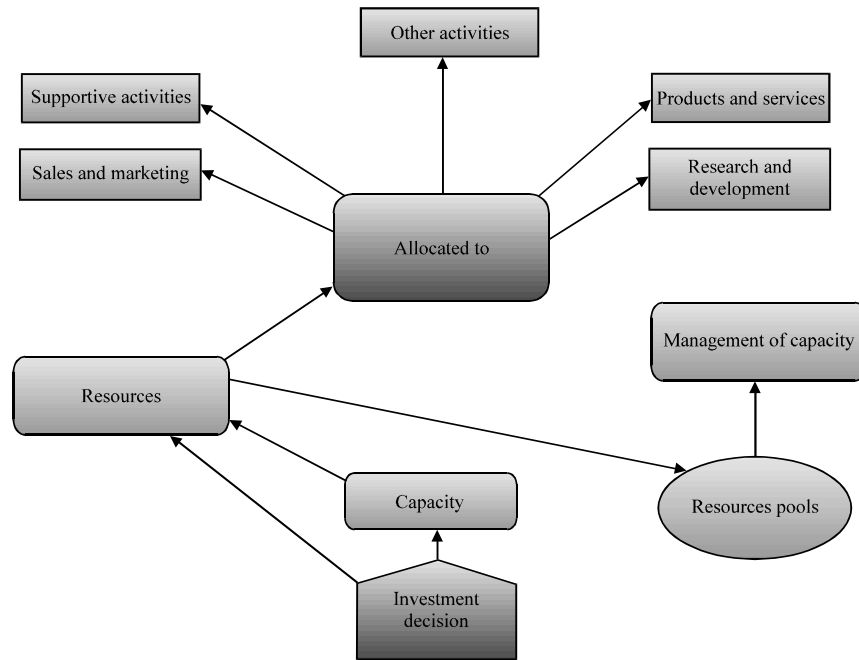 Other activities
Supportive activities
Products and services
Sales and marketing
Research and
development
Allocated to
Management of capacity
Resources
Capacity
Resources pools
Investment
decision